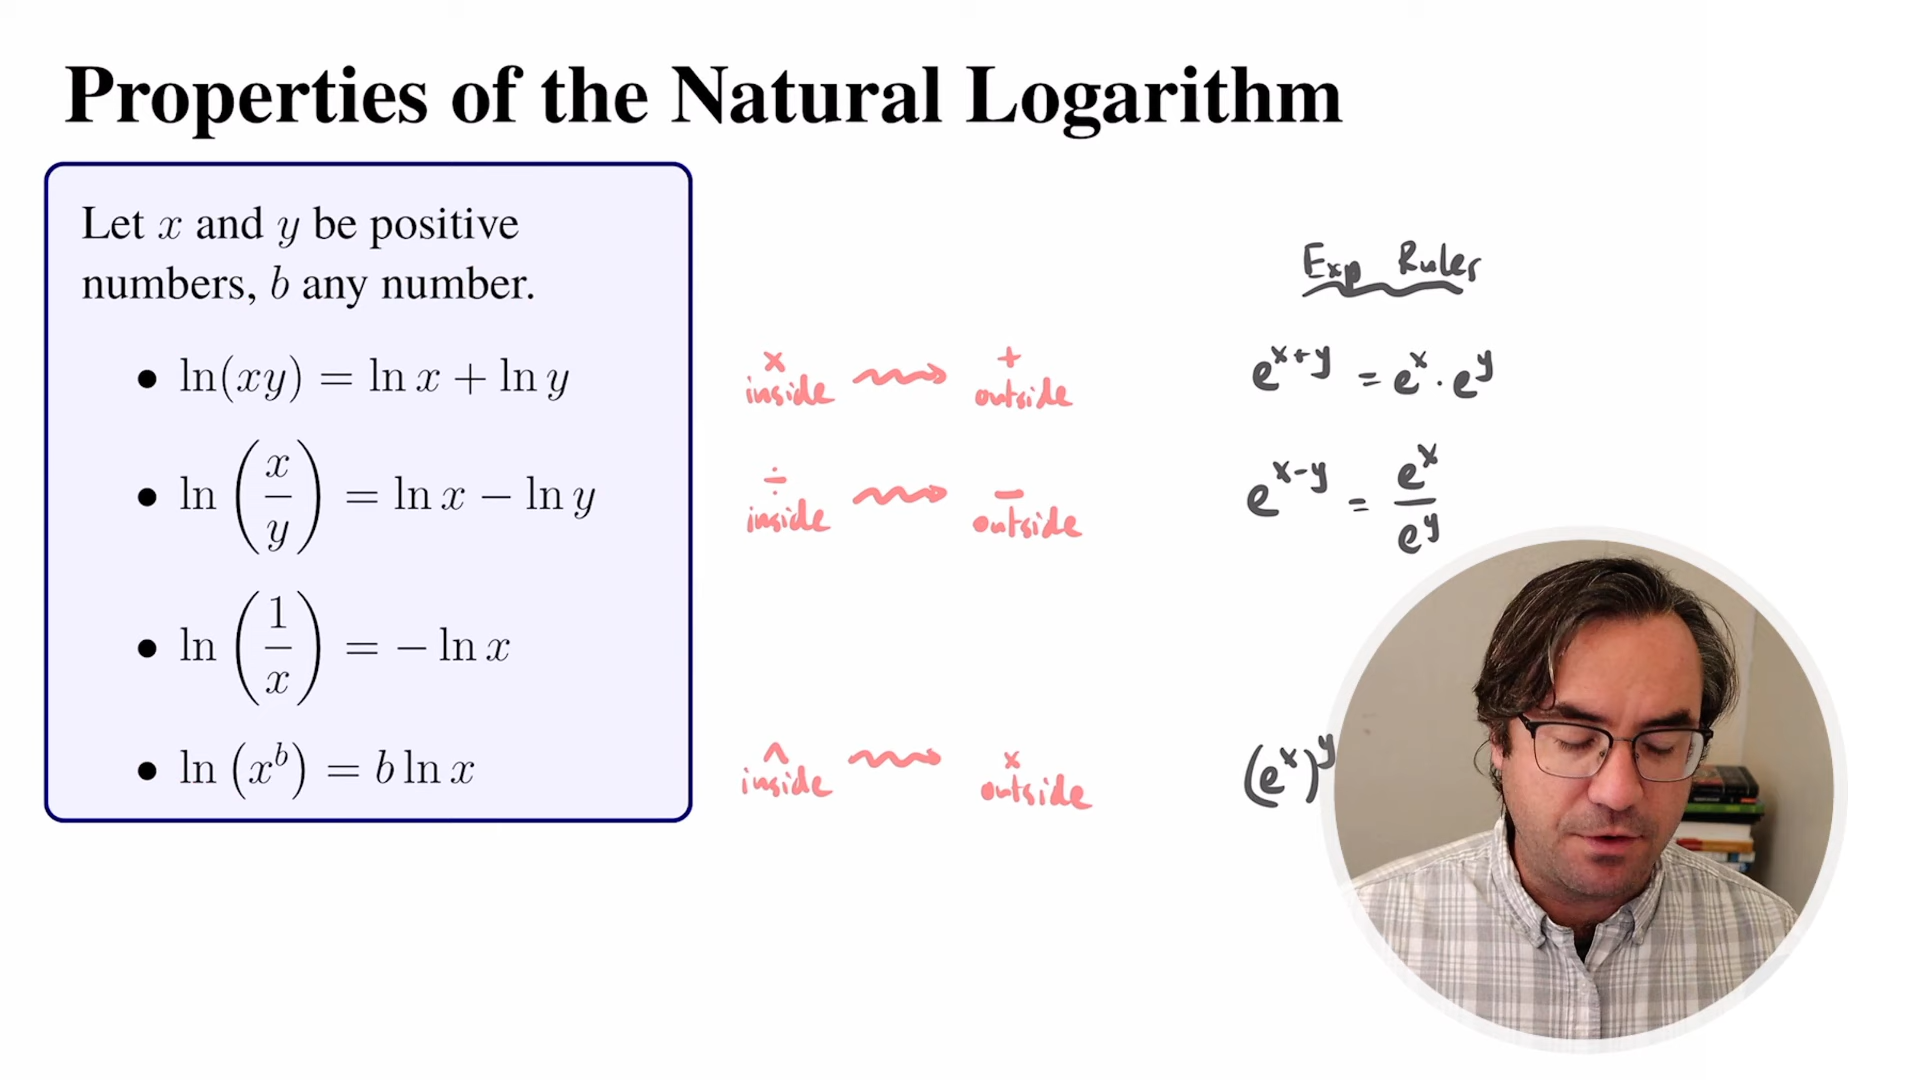 Properties of the Natural Logarithm
Let x and y be positive
numbers, b any number.
• ln(xy) = ln x + ln y
• ln(x/y) = ln x − ln y
• ln(1/x) = − ln x
• ln(x^b) = b ln x
× inside ⟿ + outside
÷ inside ⟿ − outside
^ inside ⟿ × outside
Exp Rules
e^{x+y} = e^x · e^y
e^{x-y} = e^x/e^y
(e^x)^y